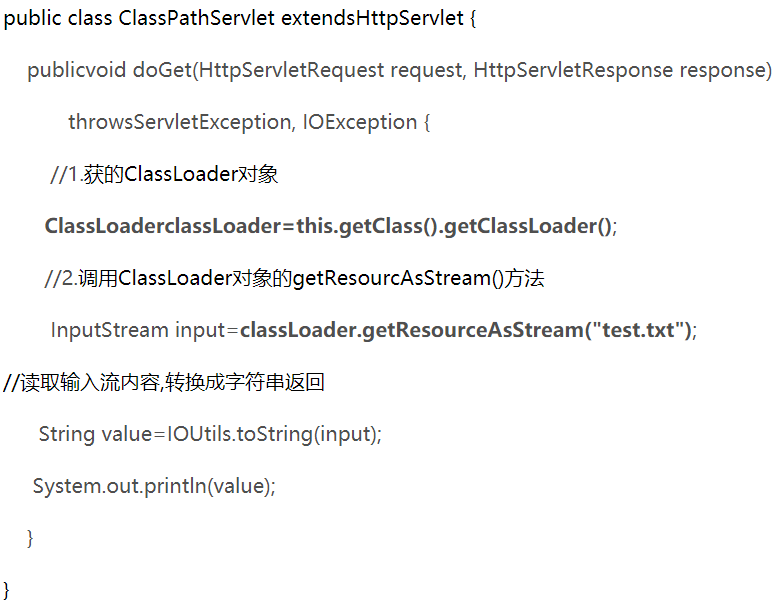 public class ClassPathServlet extendsHttpServlet {
publicvoid doGet(HttpServletRequest request, HttpServletResponse response)
throwsServletException, IOException {
//1.获的ClassLoader对象
ClassLoaderclassLoader=this.getClass().getClassLoader();
//2.调用ClassLoader对象的getResourcAsStream()方法
InputStream input=classLoader.getResourceAsStream("test.txt");
//读取输入流内容,转换成字符串返回
String value=IOUtils.toString(input);
System.out.println(value);
}
}